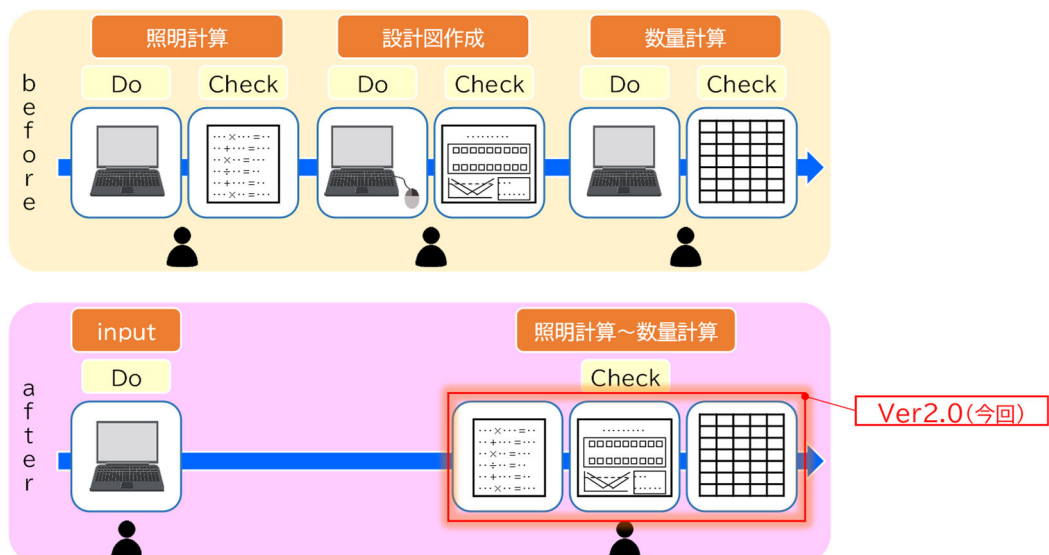 照明計算
設計図作成
数量計算
Do
Check
Do
Check
Do
Check
before
･･･×･･･=･･
･･+････=･･･
･･×･･=････
･･÷･･=･･
･･+･･=････
･･･×･･=･･･
･････････
after
input
照明計算～数量計算
Do
Check
Ver2.0(今回)
･･･×･･･=･･
･･+････=･･･
･･×･･=････
･･÷･･=･･
･･+･･=････
･･･×･･=･･･
･････････